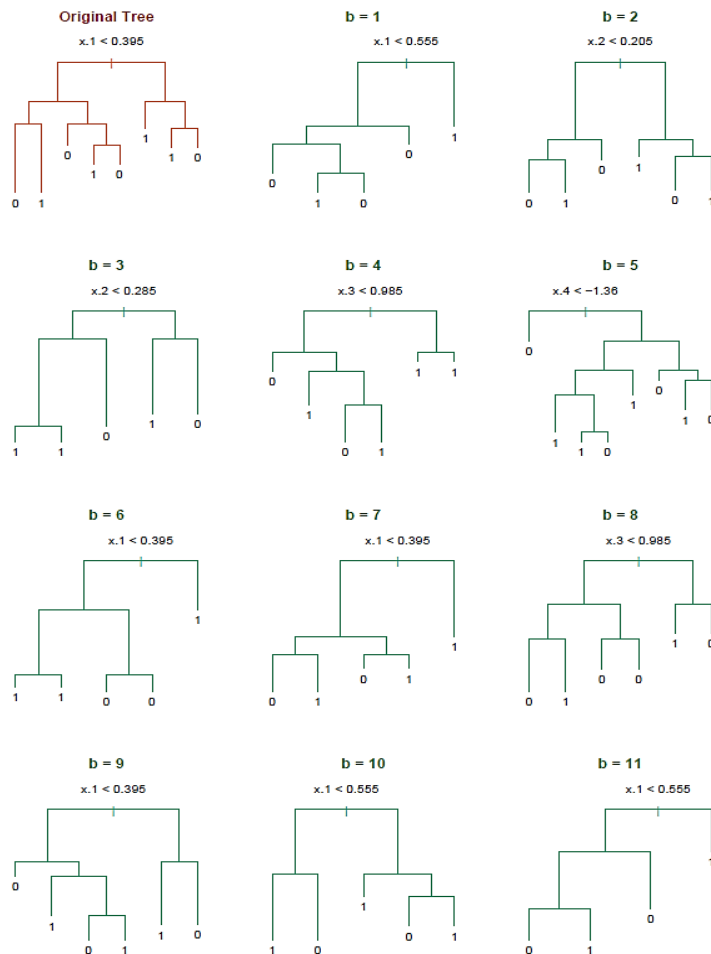 Original Tree
x.1 < 0.395
1
0
1 0
1 0
0 1
b = 1
x.1 < 0.555
1
0
0
1 0
b = 2
x.2 < 0.205
0 1
0 1
0 1
b = 3
x.2 < 0.285
1 0
0
1 1
b = 4
x.3 < 0.985
1 1
0
1
0 1
b = 5
x.4 < −1.36
0
0
1
1 0
1 1 0
b = 6
x.1 < 0.395
1
1 1 0 0
b = 7
x.1 < 0.395
1
0 1
0 1
b = 8
x.3 < 0.985
1 0
0 0
0 1
b = 9
x.1 < 0.395
0
1
1 0
0 1
b = 10
x.1 < 0.555
1
0 1
1 0
b = 11
x.1 < 0.555
0
0 1